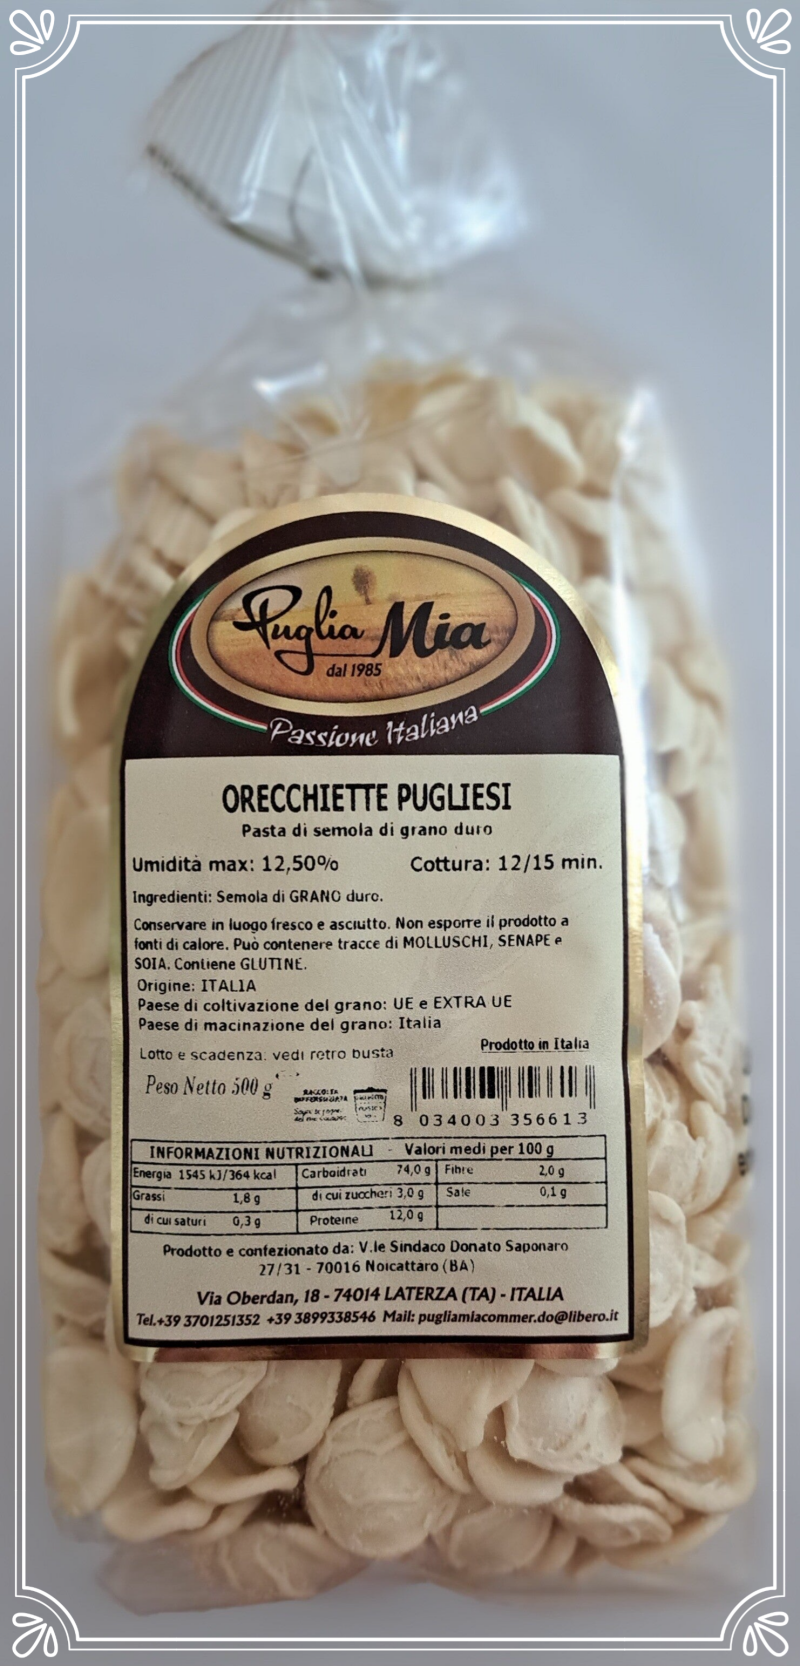 Puglia Mia
dal 1985
Passione Italiana
ORECCHIETTE PUGLIESI
Pasta di semola di grano duro
Umidità max: 12,50% Cottura: 12/15 min.
Ingredienti: Semola di GRANO duro.
Conservare in luogo fresco e asciutto. Non esporre il prodotto a
fonti di calore. Può contenere tracce di MOLLUSCHI, SENAPE e
SOIA. Contiene GLUTINE.
Origine: ITALIA
Paese di coltivazione del grano: UE e EXTRA UE
Paese di macinazione del grano: Italia
Prodotto in Italia
Lotto e scadenza: vedi retro busta
Peso Netto 500 g
RACCOLTA
DIFFERENZIATA
8 034003 356613
INFORMAZIONI NUTRIZIONALI - Valori medi per 100 g
Energia 1545 kJ/364 kcal Carboidrati 74,0 g Fibre 2,0 g
Grassi 1,8 g di cui zuccheri 3,0 g Sale 0,1 g
di cui saturi 0,3 g Proteine 12,0 g
Prodotto e confezionato da: V.le Sindaco Donato Saponaro
27/31 - 70016 Noicattaro (BA)
Via Oberdan, 18 - 74014 LATERZA (TA) - ITALIA
Tel.+39 3701251352 +39 3899338546 Mail: pugliamiacommer.do@libero.it